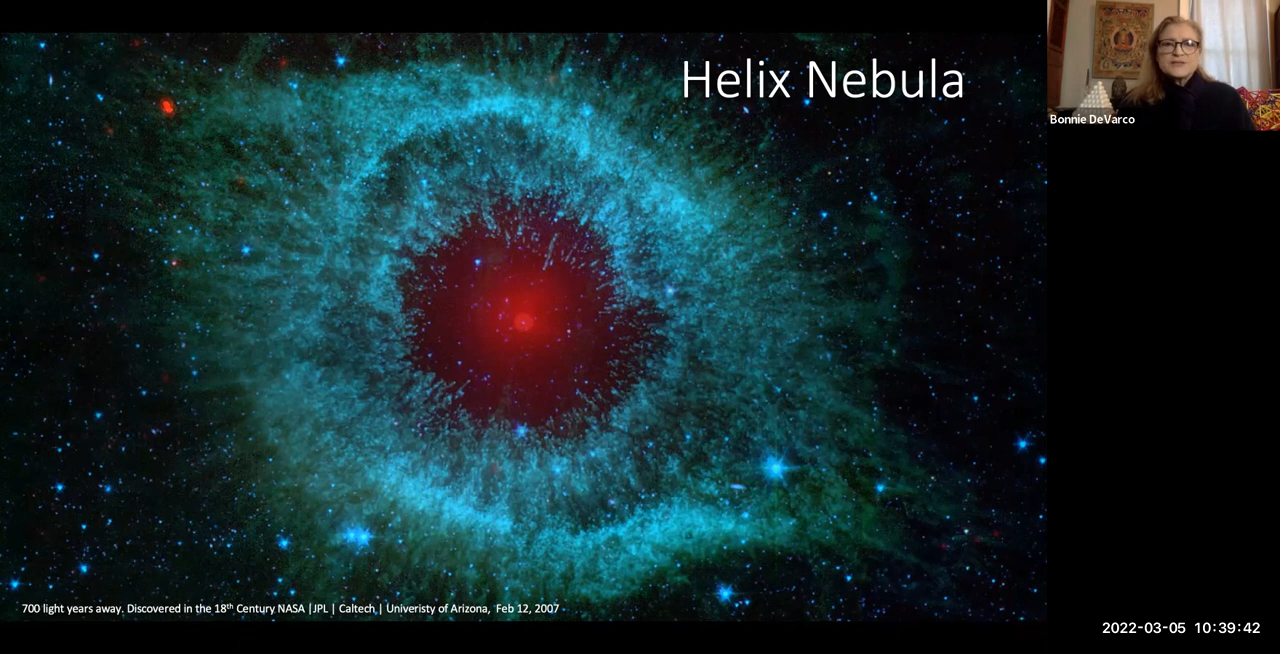 Helix Nebula
Bonnie DeVarco
700 light years away. Discovered in the 18th Century NASA |JPL | Caltech | Univeristy of Arizona, Feb 12, 2007
2022-03-05 10:39:42